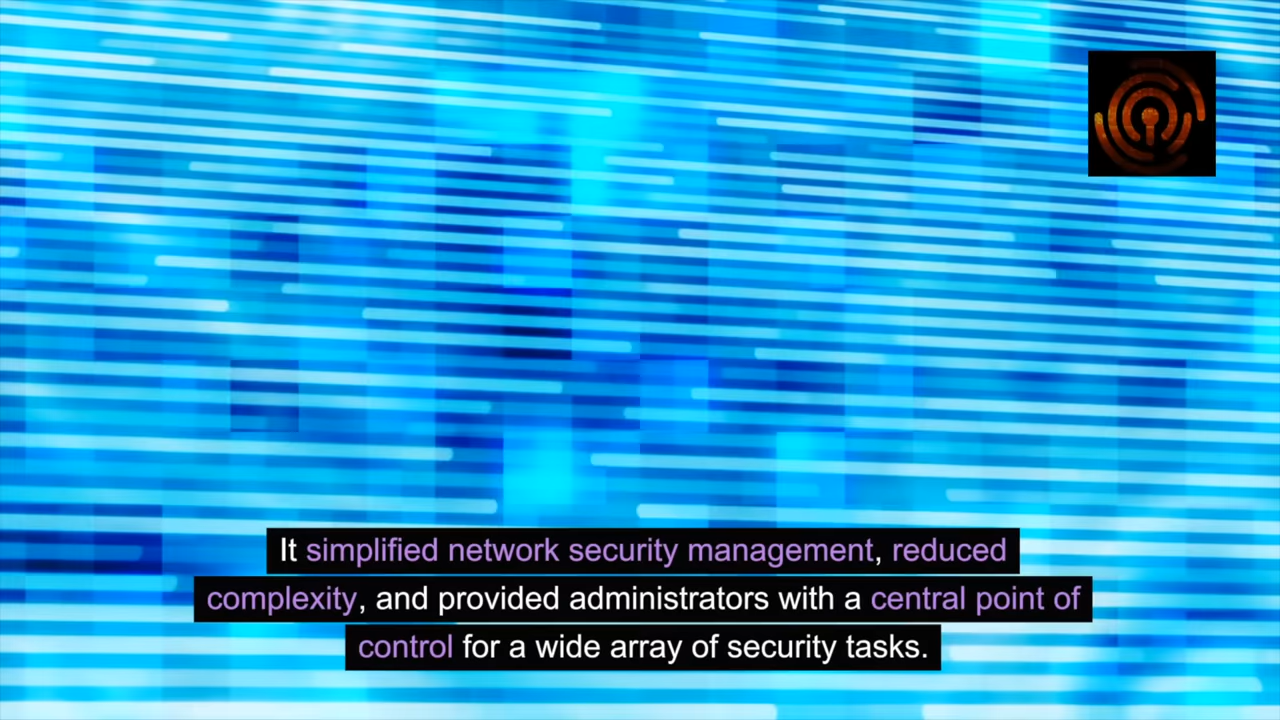 It simplified network security management, reduced
complexity, and provided administrators with a central point of
control for a wide array of security tasks.